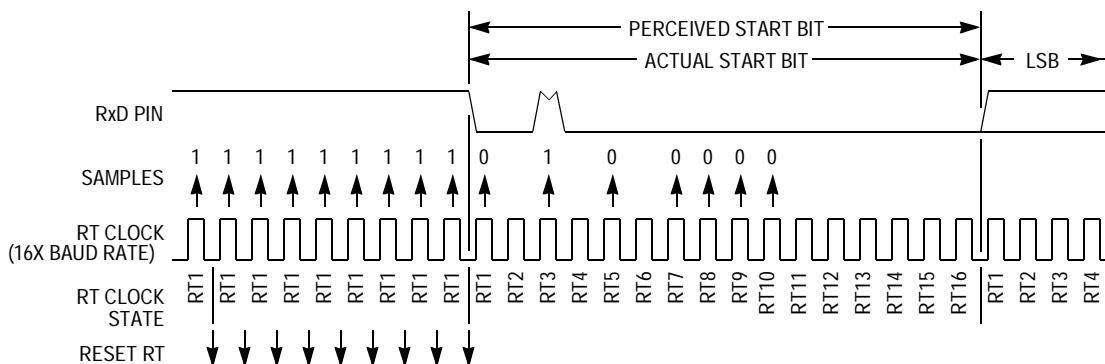 PERCEIVED START BIT
ACTUAL START BIT LSB
RxD PIN
SAMPLES 1 1 1 1 1 1 1 1 1 0 1 0 0 0 0 0
RT CLOCK
(16X BAUD RATE)
RT CLOCK
STATE
RT1 RT1 RT1 RT1 RT1 RT1 RT1 RT1 RT1 RT1 RT2 RT3 RT4 RT5 RT6 RT7 RT8 RT9 RT10 RT11 RT12 RT13 RT14 RT15 RT16 RT1 RT2 RT3 RT4
RESET RT